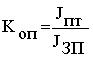 K оп = J пт / J ЗП